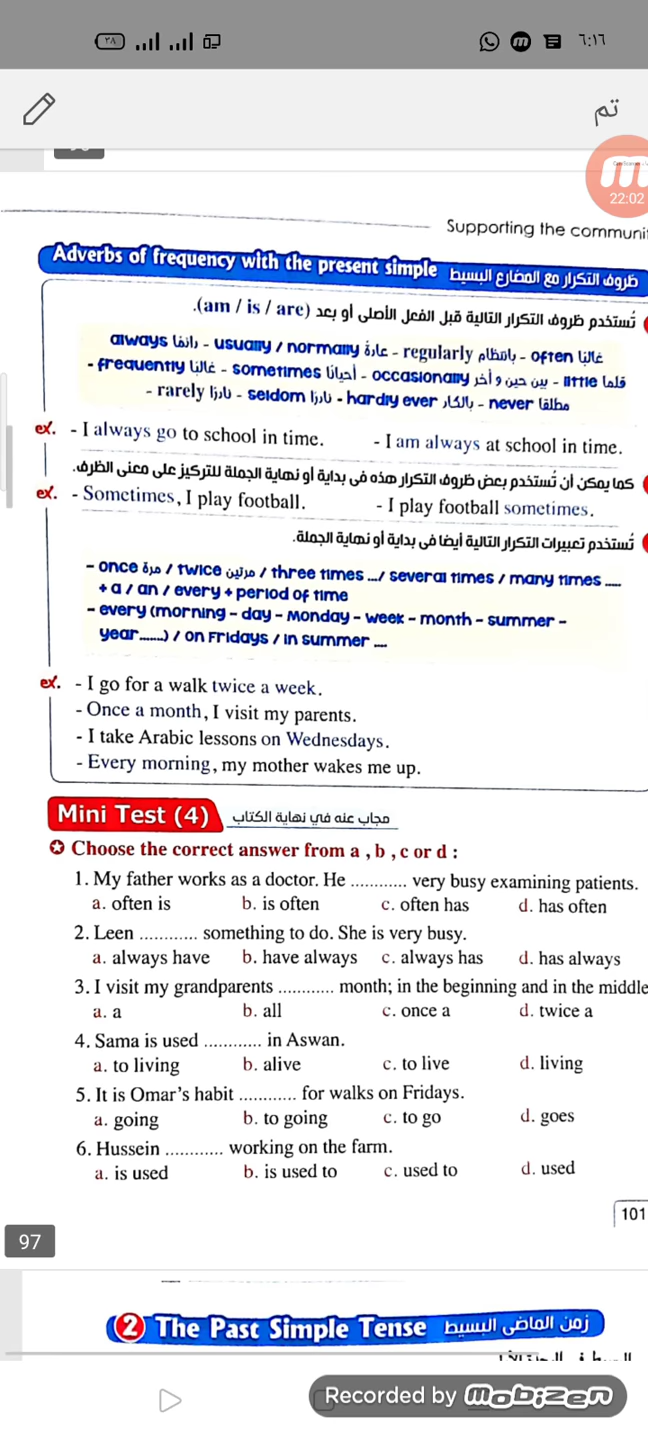 ٣٨
٦:١٦
تم
22:02
Supporting the communi
Adverbs of frequency with the present simple ظروف التكرار مع المضارع البسيط
تُستخدم ظروف التكرار التالية قبل الفعل الأصلى أو بعد (am / is / are).
always دائمًا - usually / normally عادة - regularly بانتظام - often غالبًا
- frequently غالبًا - sometimes أحيانًا - occasionally بين حين وآخر - little قلما
- rarely نادرًا - seldom نادرًا - hardly ever بالكاد - never مطلقًا
ex. - I always go to school in time. - I am always at school in time.
كما يمكن أن تُستخدم بعض ظروف التكرار هذه فى بداية أو نهاية الجملة للتركيز على معنى الظرف.
ex. - Sometimes, I play football. - I play football sometimes.
تُستخدم تعبيرات التكرار التالية أيضًا فى بداية أو نهاية الجملة.
- once مرة / twice مرتين / three times .../ several times / many times ....
+ a / an / every + period of time
- every (morning - day - Monday - week - month - summer -
year......) / on Fridays / in summer ...
ex. - I go for a walk twice a week.
- Once a month, I visit my parents.
- I take Arabic lessons on Wednesdays.
- Every morning, my mother wakes me up.
Mini Test (4) مجاب عنه فى نهاية الكتاب
Choose the correct answer from a , b , c or d :
1. My father works as a doctor. He ........... very busy examining patients.
a. often is b. is often c. often has d. has often
2. Leen ............ something to do. She is very busy.
a. always have b. have always c. always has d. has always
3. I visit my grandparents ............ month; in the beginning and in the middle
a. a b. all c. once a d. twice a
4. Sama is used ............ in Aswan.
a. to living b. alive c. to live d. living
5. It is Omar's habit ............ for walks on Fridays.
a. going b. to going c. to go d. goes
6. Hussein ............ working on the farm.
a. is used b. is used to c. used to d. used
101
97
2 The Past Simple Tense زمن الماضى البسيط
Recorded by Mobizen